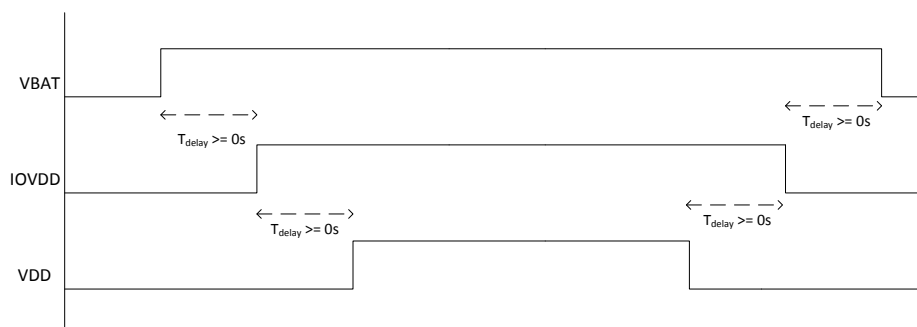 VBAT
Tdelay >= 0s
Tdelay >= 0s
IOVDD
Tdelay >= 0s
Tdelay >= 0s
VDD